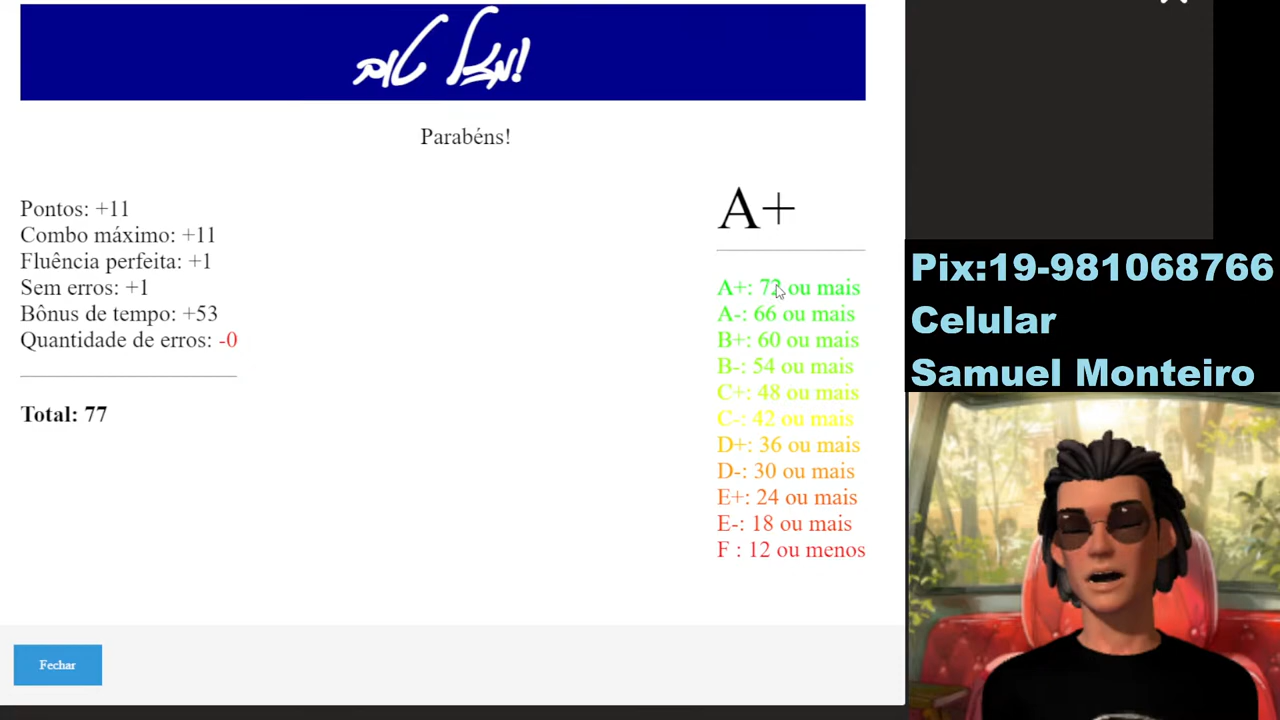 מזל טוב!
Parabéns!
Pontos: +11
Combo máximo: +11
Fluência perfeita: +1
Sem erros: +1
Bônus de tempo: +53
Quantidade de erros: -0
Total: 77
A+
A+: 72 ou mais
A-: 66 ou mais
B+: 60 ou mais
B-: 54 ou mais
C+: 48 ou mais
C-: 42 ou mais
D+: 36 ou mais
D-: 30 ou mais
E+: 24 ou mais
E-: 18 ou mais
F : 12 ou menos
Fechar
Pix:19-981068766
Celular
Samuel Monteiro